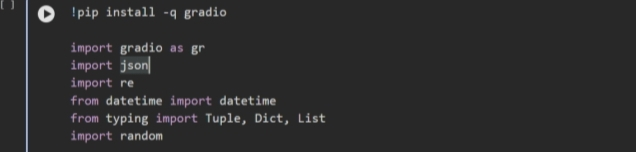 [ ]
!pip install -q gradio
import gradio as gr
import json
import re
from datetime import datetime
from typing import Tuple, Dict, List
import random